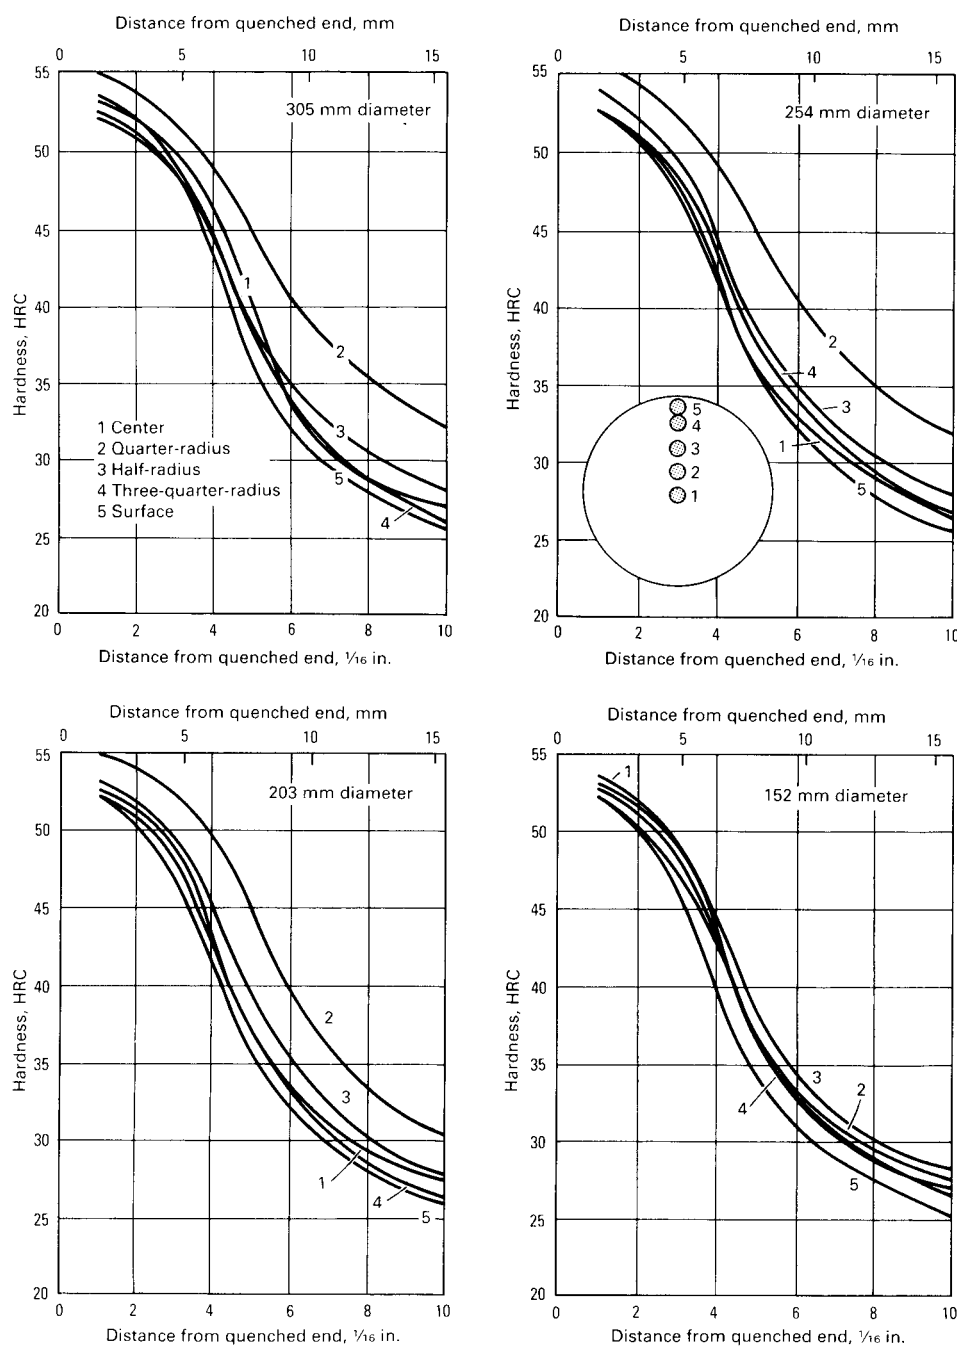 Distance from quenched end, mm
0 5 10 15
55
50
45
40
35
30
25
20
Hardness, HRC
305 mm diameter
1
2
3
5
4
1 Center
2 Quarter-radius
3 Half-radius
4 Three-quarter-radius
5 Surface
0 2 4 6 8 10
Distance from quenched end, 1/16 in.
Distance from quenched end, mm
0 5 10 15
55
50
45
40
35
30
25
20
Hardness, HRC
254 mm diameter
2
4
3
1
5
5
4
3
2
1
0 2 4 6 8 10
Distance from quenched end, 1/16 in.
Distance from quenched end, mm
0 5 10 15
55
50
45
40
35
30
25
20
Hardness, HRC
203 mm diameter
2
3
1
4
5
0 2 4 6 8 10
Distance from quenched end, 1/16 in.
Distance from quenched end, mm
0 5 10 15
55
50
45
40
35
30
25
20
Hardness, HRC
1
152 mm diameter
3
2
4
5
0 2 4 6 8 10
Distance from quenched end, 1/16 in.